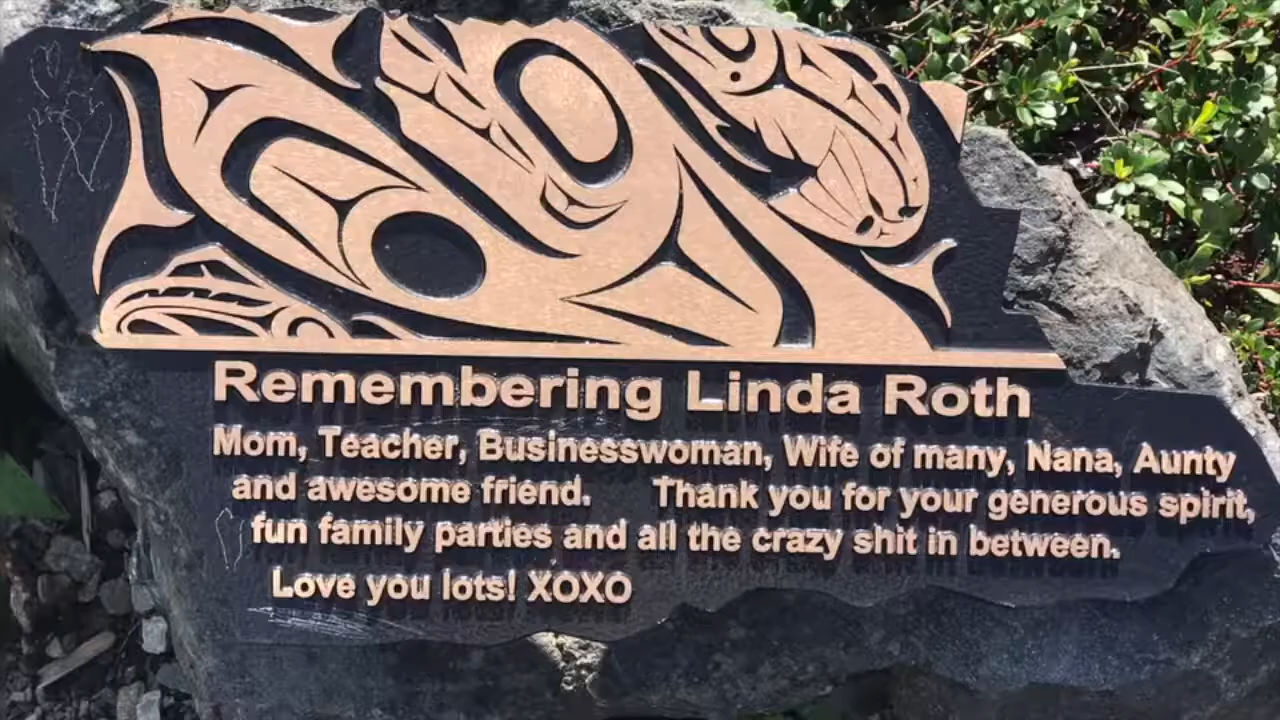 Remembering Linda Roth
Mom, Teacher, Businesswoman, Wife of many, Nana, Aunty
and awesome friend. Thank you for your generous spirit,
fun family parties and all the crazy shit in between.
Love you lots! XOXO